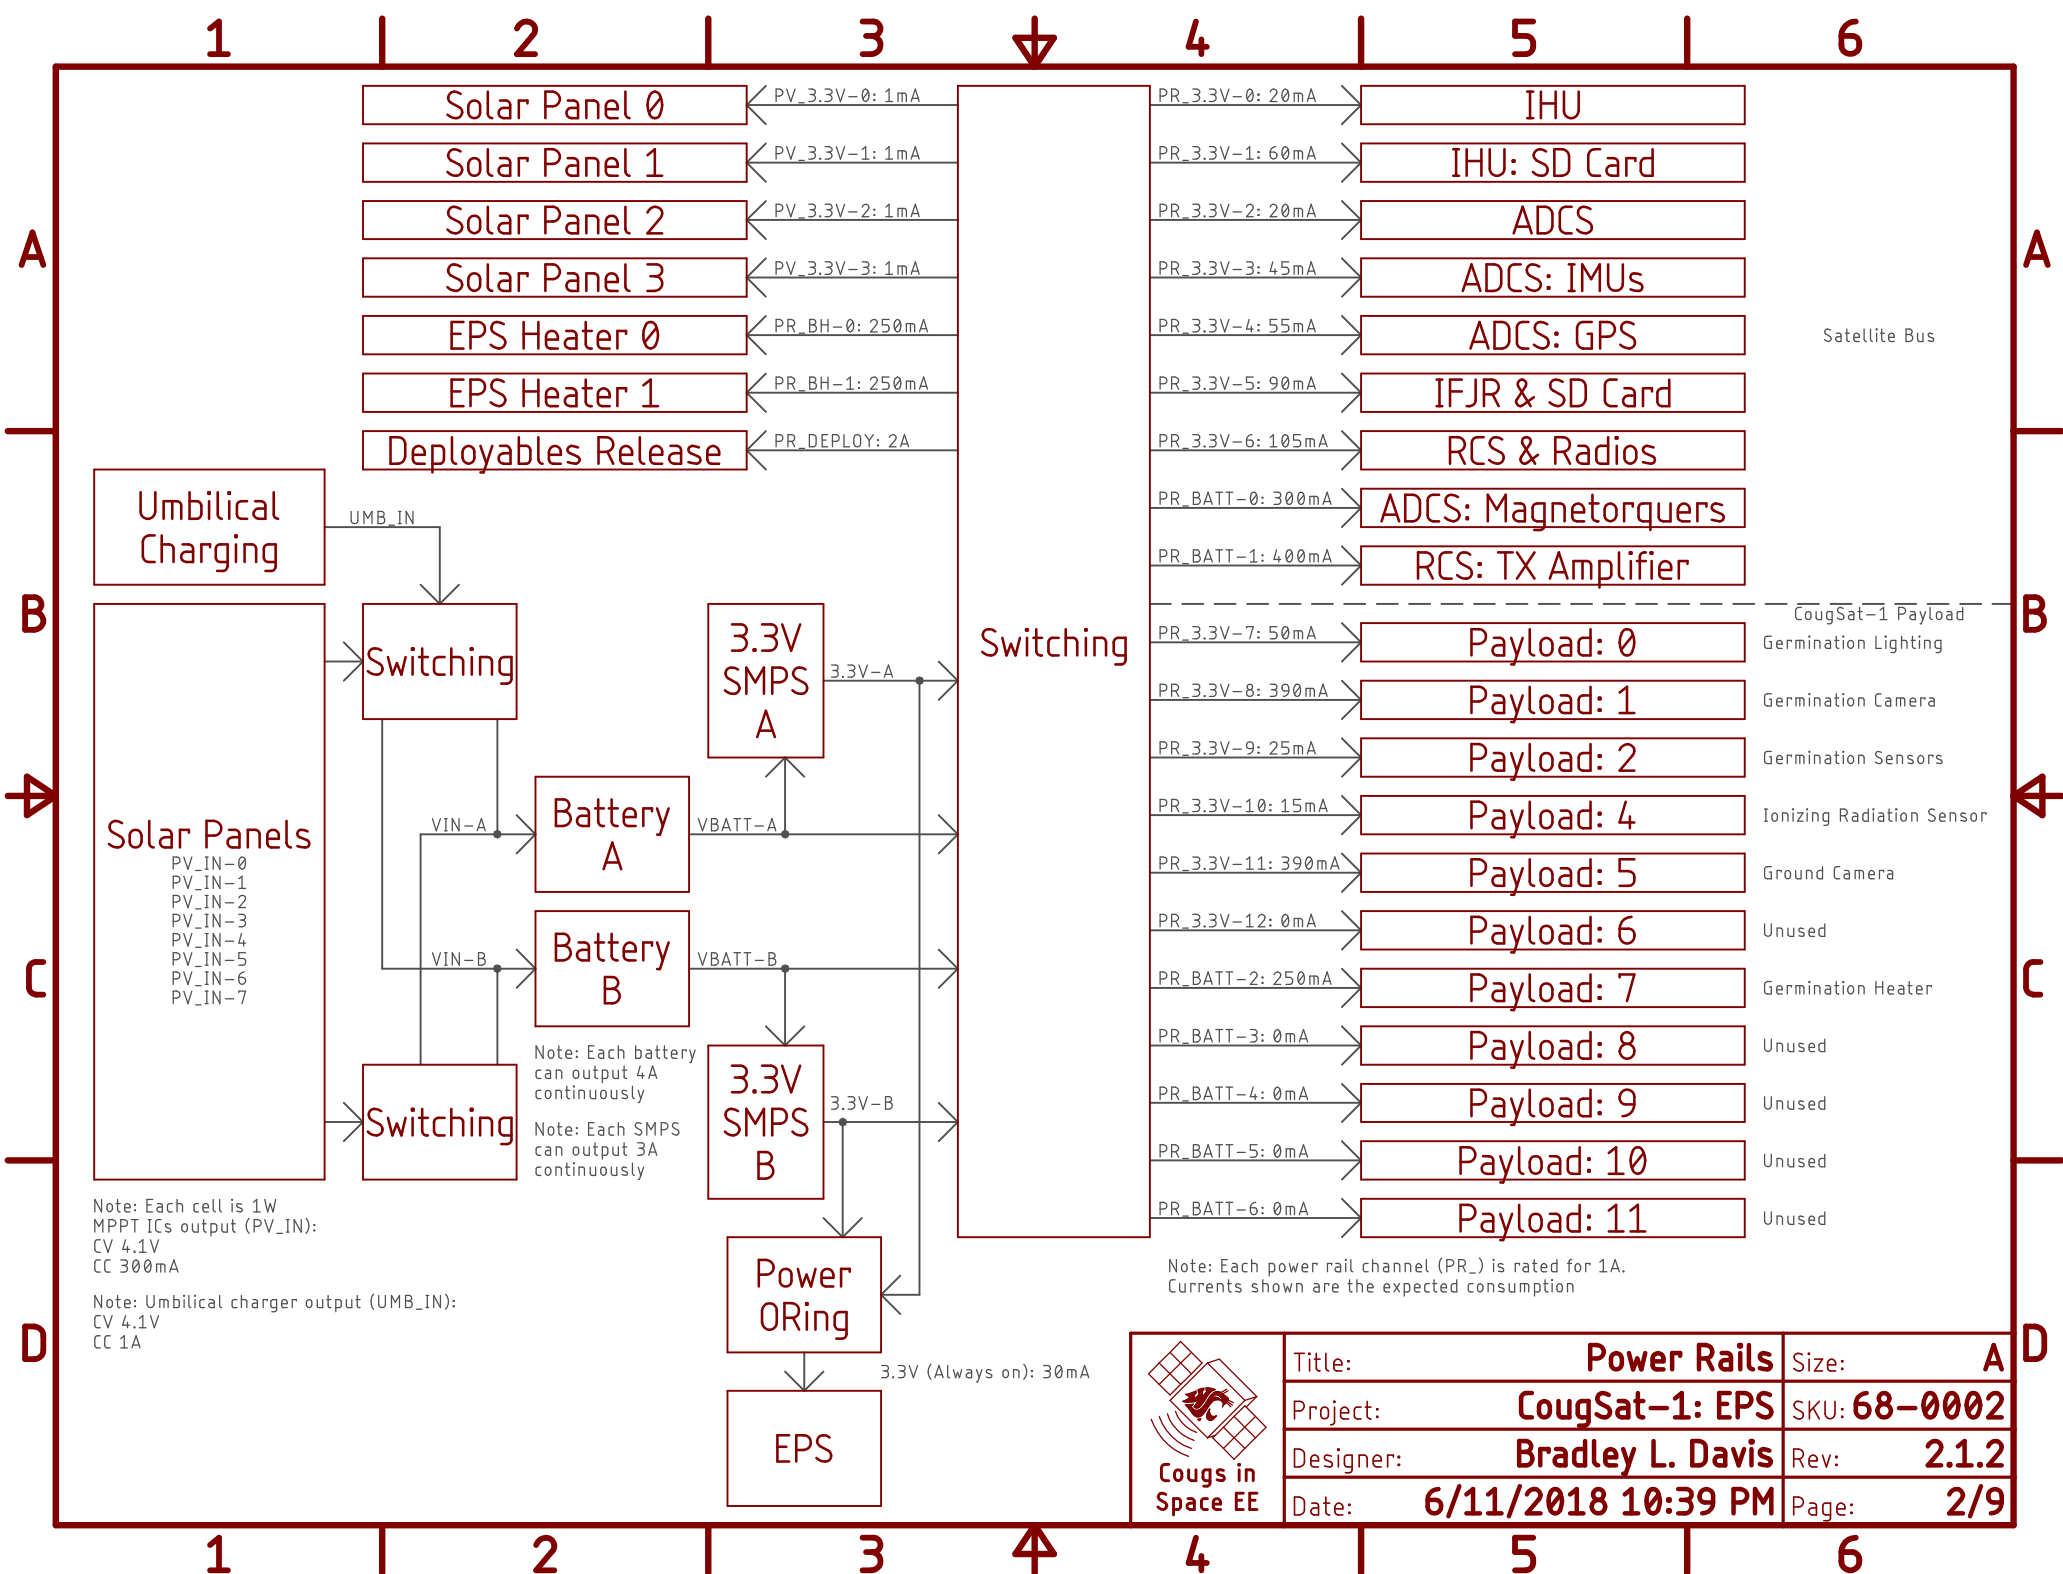 1 2 3 4 5 6
A
B
C
D
Solar Panel 0
PV_3.3V-0: 1mA
Solar Panel 1
PV_3.3V-1: 1mA
Solar Panel 2
PV_3.3V-2: 1mA
Solar Panel 3
PV_3.3V-3: 1mA
EPS Heater 0
PR_BH-0: 250mA
EPS Heater 1
PR_BH-1: 250mA
Deployables Release
PR_DEPLOY: 2A
Umbilical
Charging
UMB_IN
Switching
Solar Panels
PV_IN-0
PV_IN-1
PV_IN-2
PV_IN-3
PV_IN-4
PV_IN-5
PV_IN-6
PV_IN-7
Switching
VIN-A
Battery
A
VBATT-A
VIN-B
Battery
B
VBATT-B
Note: Each battery
can output 4A
continuously
Note: Each SMPS
can output 3A
continuously
3.3V
SMPS
A
3.3V-A
3.3V
SMPS
B
3.3V-B
Power
ORing
3.3V (Always on): 30mA
EPS
Note: Each cell is 1W
MPPT ICs output (PV_IN):
CV 4.1V
CC 300mA
Note: Umbilical charger output (UMB_IN):
CV 4.1V
CC 1A
Switching
PR_3.3V-0: 20mA
IHU
PR_3.3V-1: 60mA
IHU: SD Card
PR_3.3V-2: 20mA
ADCS
PR_3.3V-3: 45mA
ADCS: IMUs
PR_3.3V-4: 55mA
ADCS: GPS
Satellite Bus
PR_3.3V-5: 90mA
IFJR & SD Card
PR_3.3V-6: 105mA
RCS & Radios
PR_BATT-0: 300mA
ADCS: Magnetorquers
PR_BATT-1: 400mA
RCS: TX Amplifier
CougSat-1 Payload
PR_3.3V-7: 50mA
Payload: 0
Germination Lighting
PR_3.3V-8: 390mA
Payload: 1
Germination Camera
PR_3.3V-9: 25mA
Payload: 2
Germination Sensors
PR_3.3V-10: 15mA
Payload: 4
Ionizing Radiation Sensor
PR_3.3V-11: 390mA
Payload: 5
Ground Camera
PR_3.3V-12: 0mA
Payload: 6
Unused
PR_BATT-2: 250mA
Payload: 7
Germination Heater
PR_BATT-3: 0mA
Payload: 8
Unused
PR_BATT-4: 0mA
Payload: 9
Unused
PR_BATT-5: 0mA
Payload: 10
Unused
PR_BATT-6: 0mA
Payload: 11
Unused
Note: Each power rail channel (PR_) is rated for 1A.
Currents shown are the expected consumption
Cougs in
Space EE
Title: Power Rails
Size: A
Project: CougSat-1: EPS
SKU: 68-0002
Designer: Bradley L. Davis
Rev: 2.1.2
Date: 6/11/2018 10:39 PM
Page: 2/9
A
B
C
D
1 2 3 4 5 6